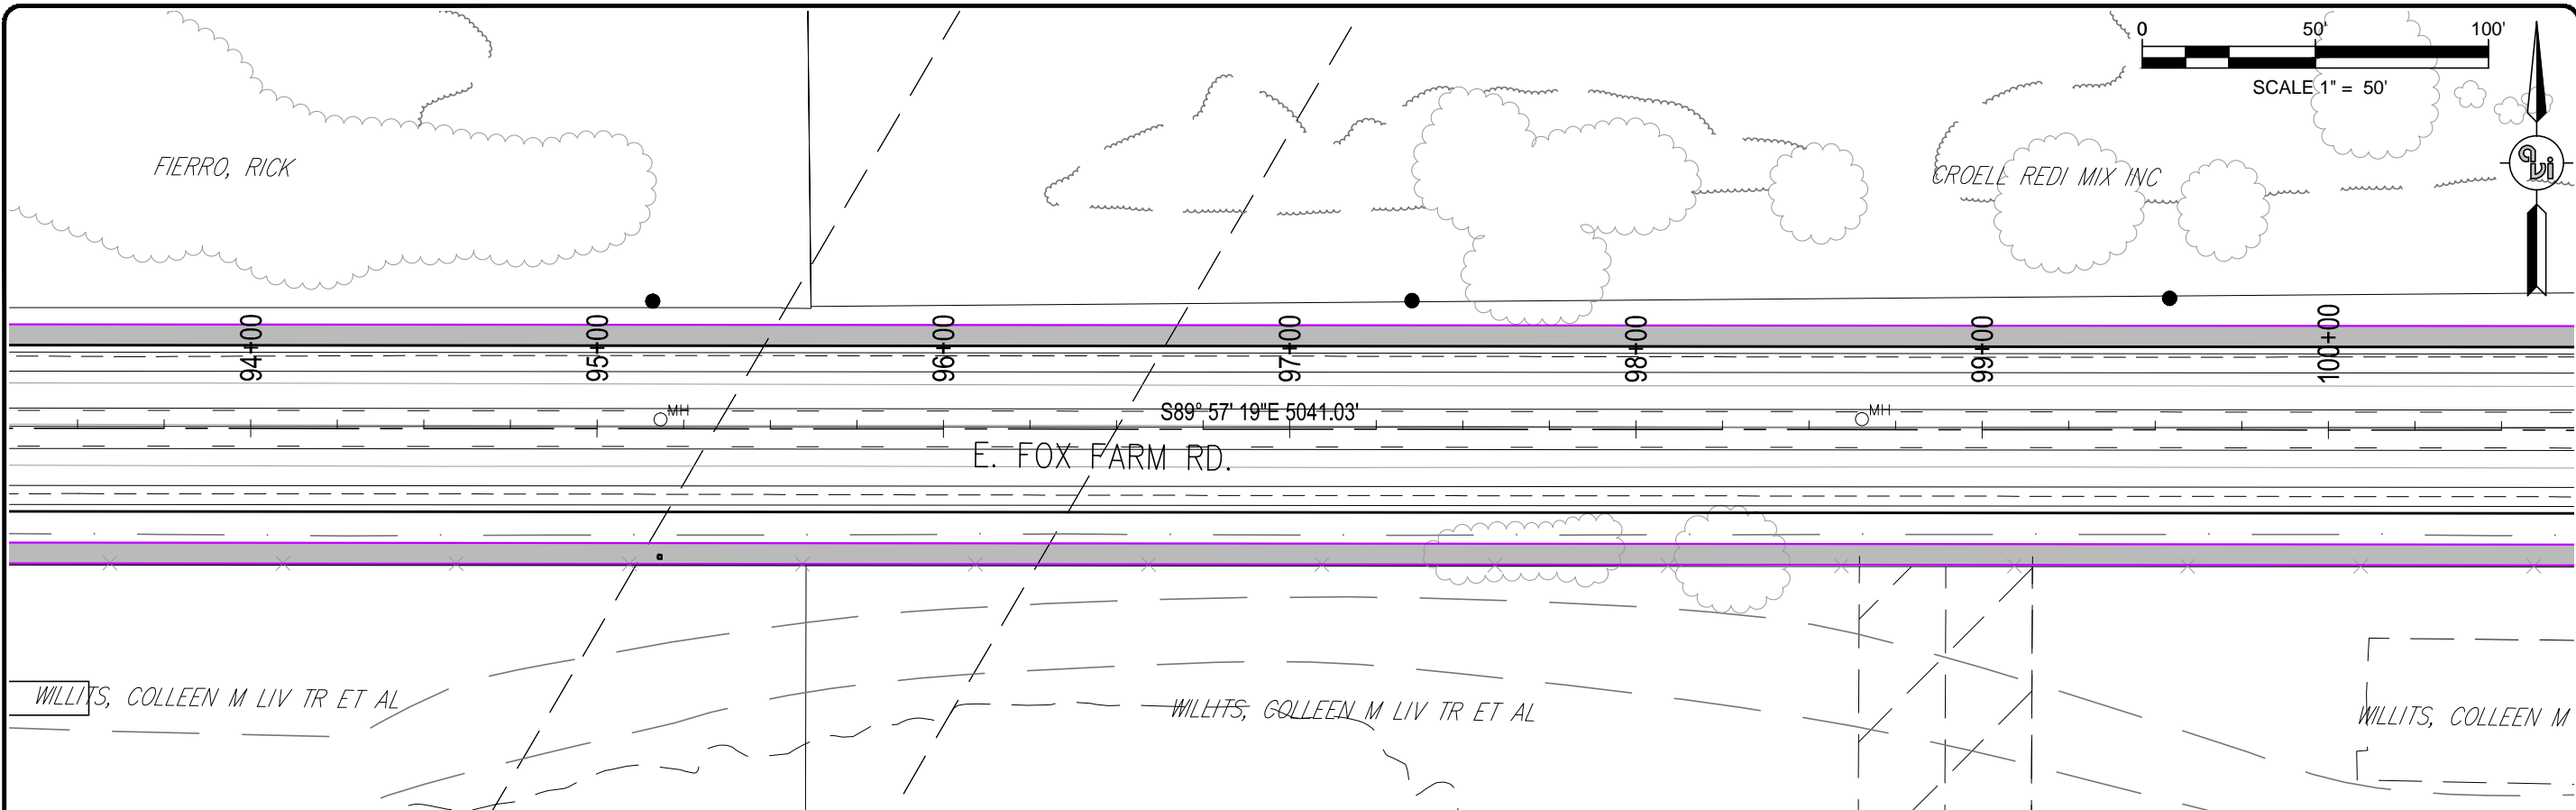 0 50' 100'
SCALE 1" = 50'
FIERRO, RICK
CROELL REDI MIX INC
avi
94+00 95+00 96+00 97+00 98+00 99+00 100+00
MH MH
S89° 57' 19"E 5041.03'
E. FOX FARM RD.
WILLITS, COLLEEN M LIV TR ET AL
WILLITS, COLLEEN M LIV TR ET AL
WILLITS, COLLEEN M